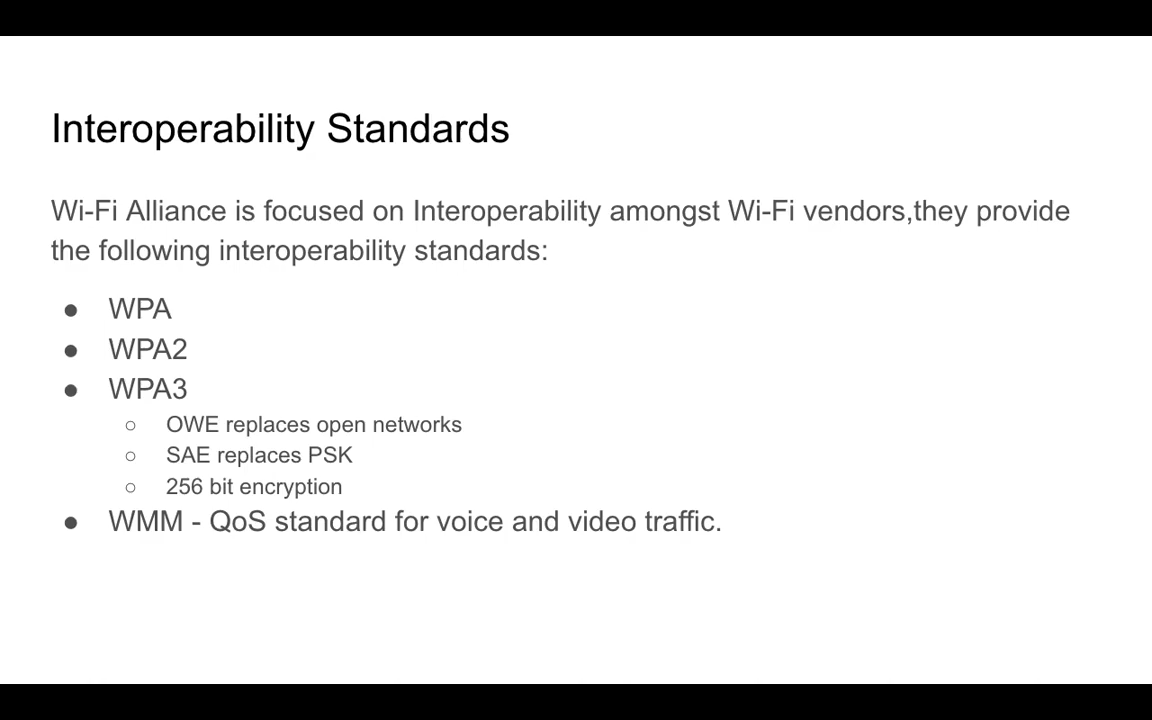 Interoperability Standards
Wi-Fi Alliance is focused on Interoperability amongst Wi-Fi vendors,they provide
the following interoperability standards:
● WPA
● WPA2
● WPA3
○ OWE replaces open networks
○ SAE replaces PSK
○ 256 bit encryption
● WMM - QoS standard for voice and video traffic.